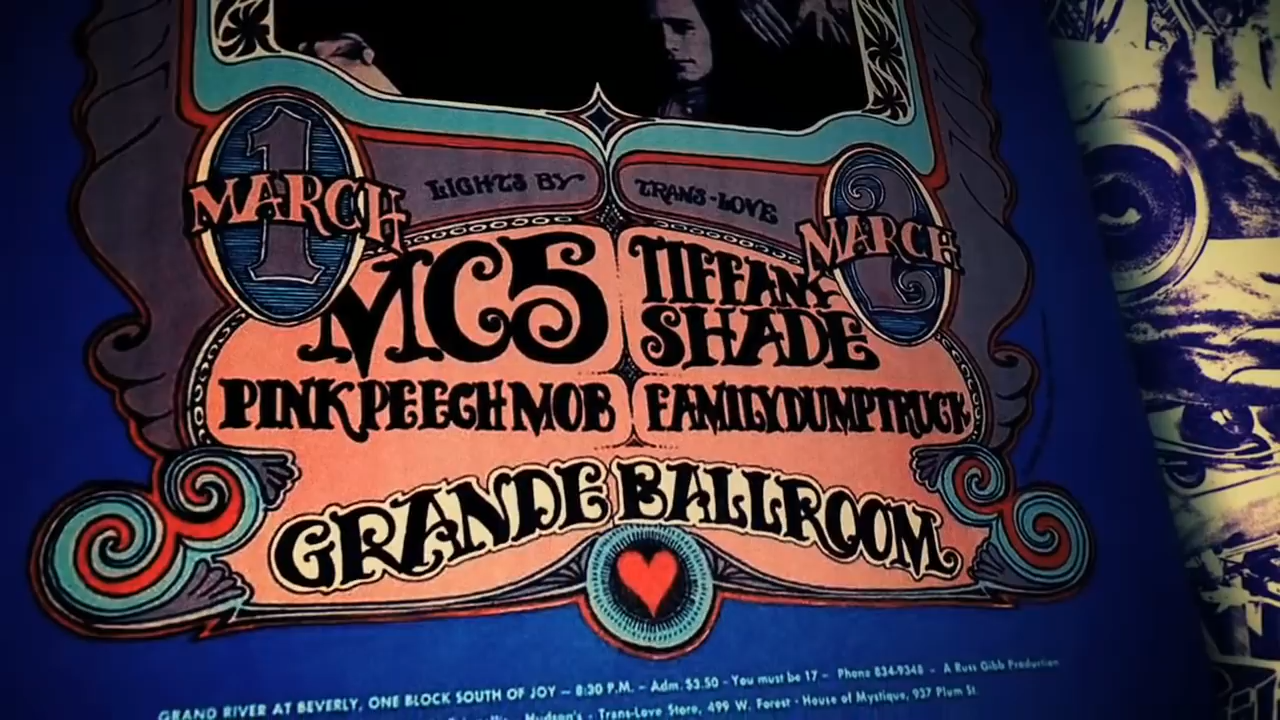 1
MARCH
LIGHTS BY
TRANS-LOVE
2
MARCH
MC5
TIFFANY
SHADE
PINK PEECH MOB
FAMILY DUMPTRUCK
GRANDE BALLROOM
GRAND RIVER AT BEVERLY, ONE BLOCK SOUTH OF JOY – 8:30 P.M. – Adm. $3.50 - You must be 17 – Phone 834-9348 – A Russ Gibb Production
Hudson's - Trans-Love Store, 499 W. Forest - House of Mystique, 937 Plum St.